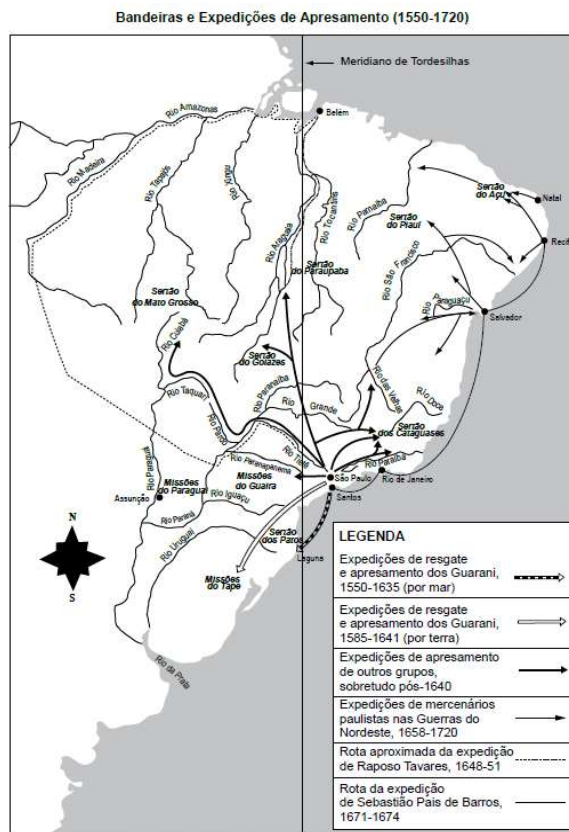 Bandeiras e Expedições de Apresamento (1550-1720)
Meridiano de Tordesilhas
Belém
Rio Amazonas
Rio Madeira
Rio Tapajós
Rio Xingu
Rio Araguaia
Rio Tocantins
Rio Parnaíba
Sertão
do Açu
Natal
Sertão
do Piauí
Recife
Rio São Francisco
Sertão
do Paraupaba
Rio
Paraguaçu
Salvador
Sertão
do Mato Grosso
Rio Cuiabá
Sertão
do Goiazes
Rio Taquari
Rio Paranaíba
Rio
Grande
Rio das Velhas
Rio Doce
Rio Pardo
Rio Tietê
Sertão
dos Cataguases
Rio Paraguai
Rio Paranapanema
São Paulo
Rio Paraíba
Rio de Janeiro
Santos
Missões
do Paraguai
Missões
do Guaíra
Assunção
Rio Iguaçu
Rio Paraná
Rio Uruguai
Sertão
dos Patos
Laguna
Missões
do Tape
N
S
Rio da Prata
LEGENDA
Expedições de resgate
e apresamento dos Guarani,
1550-1635 (por mar)
Expedições de resgate
e apresamento dos Guarani,
1585-1641 (por terra)
Expedições de apresamento
de outros grupos,
sobretudo pós-1640
Expedições de mercenários
paulistas nas Guerras do
Nordeste, 1658-1720
Rota aproximada da expedição
de Raposo Tavares, 1648-51
Rota da expedição
de Sebastião Pais de Barros,
1671-1674